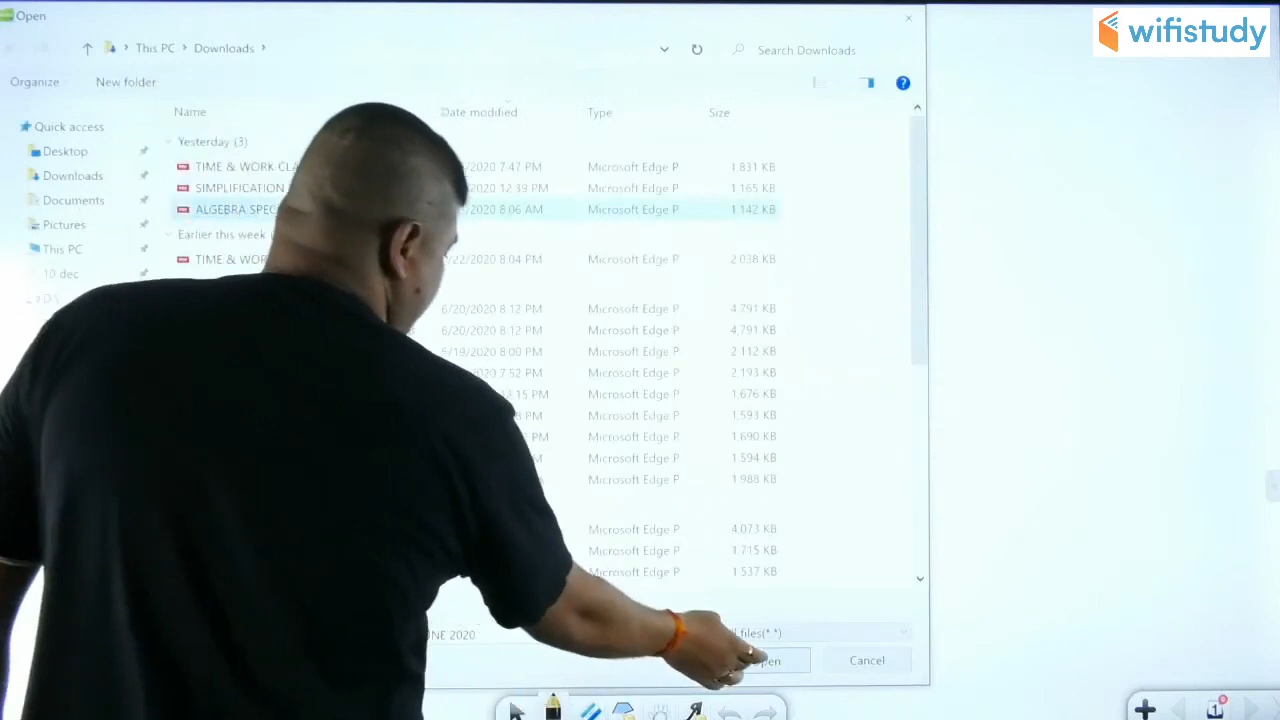 Open
wifistudy
This PC
Downloads
Search Downloads
Organize
New folder
Name
Date modified
Type
Size
Quick access
Desktop
Downloads
Documents
Pictures
This PC
10 dec
Yesterday (3)
TIME & WORK
2020 7:47 PM
Microsoft Edge P
1,831 KB
SIMPLIFICATION
2020 12:39 PM
Microsoft Edge P
1,165 KB
ALGEBRA
2020 8:06 AM
Microsoft Edge P
1,142 KB
Earlier this week
TIME &
/22/2020 8:04 PM
Microsoft Edge P
2,038 KB
6/20/2020 8:12 PM
Microsoft Edge P
4,791 KB
6/20/2020 8:12 PM
Microsoft Edge P
4,791 KB
5/19/2020 8:00 PM
Microsoft Edge P
2,112 KB
2020 7:52 PM
Microsoft Edge P
2,193 KB
:15 PM
Microsoft Edge P
1,676 KB
PM
Microsoft Edge P
1,593 KB
PM
Microsoft Edge P
1,690 KB
Microsoft Edge P
1,594 KB
Microsoft Edge P
1,988 KB
Microsoft Edge P
4,073 KB
Microsoft Edge P
1,715 KB
Microsoft Edge P
1,537 KB
2020
files(*.*)
Cancel
1